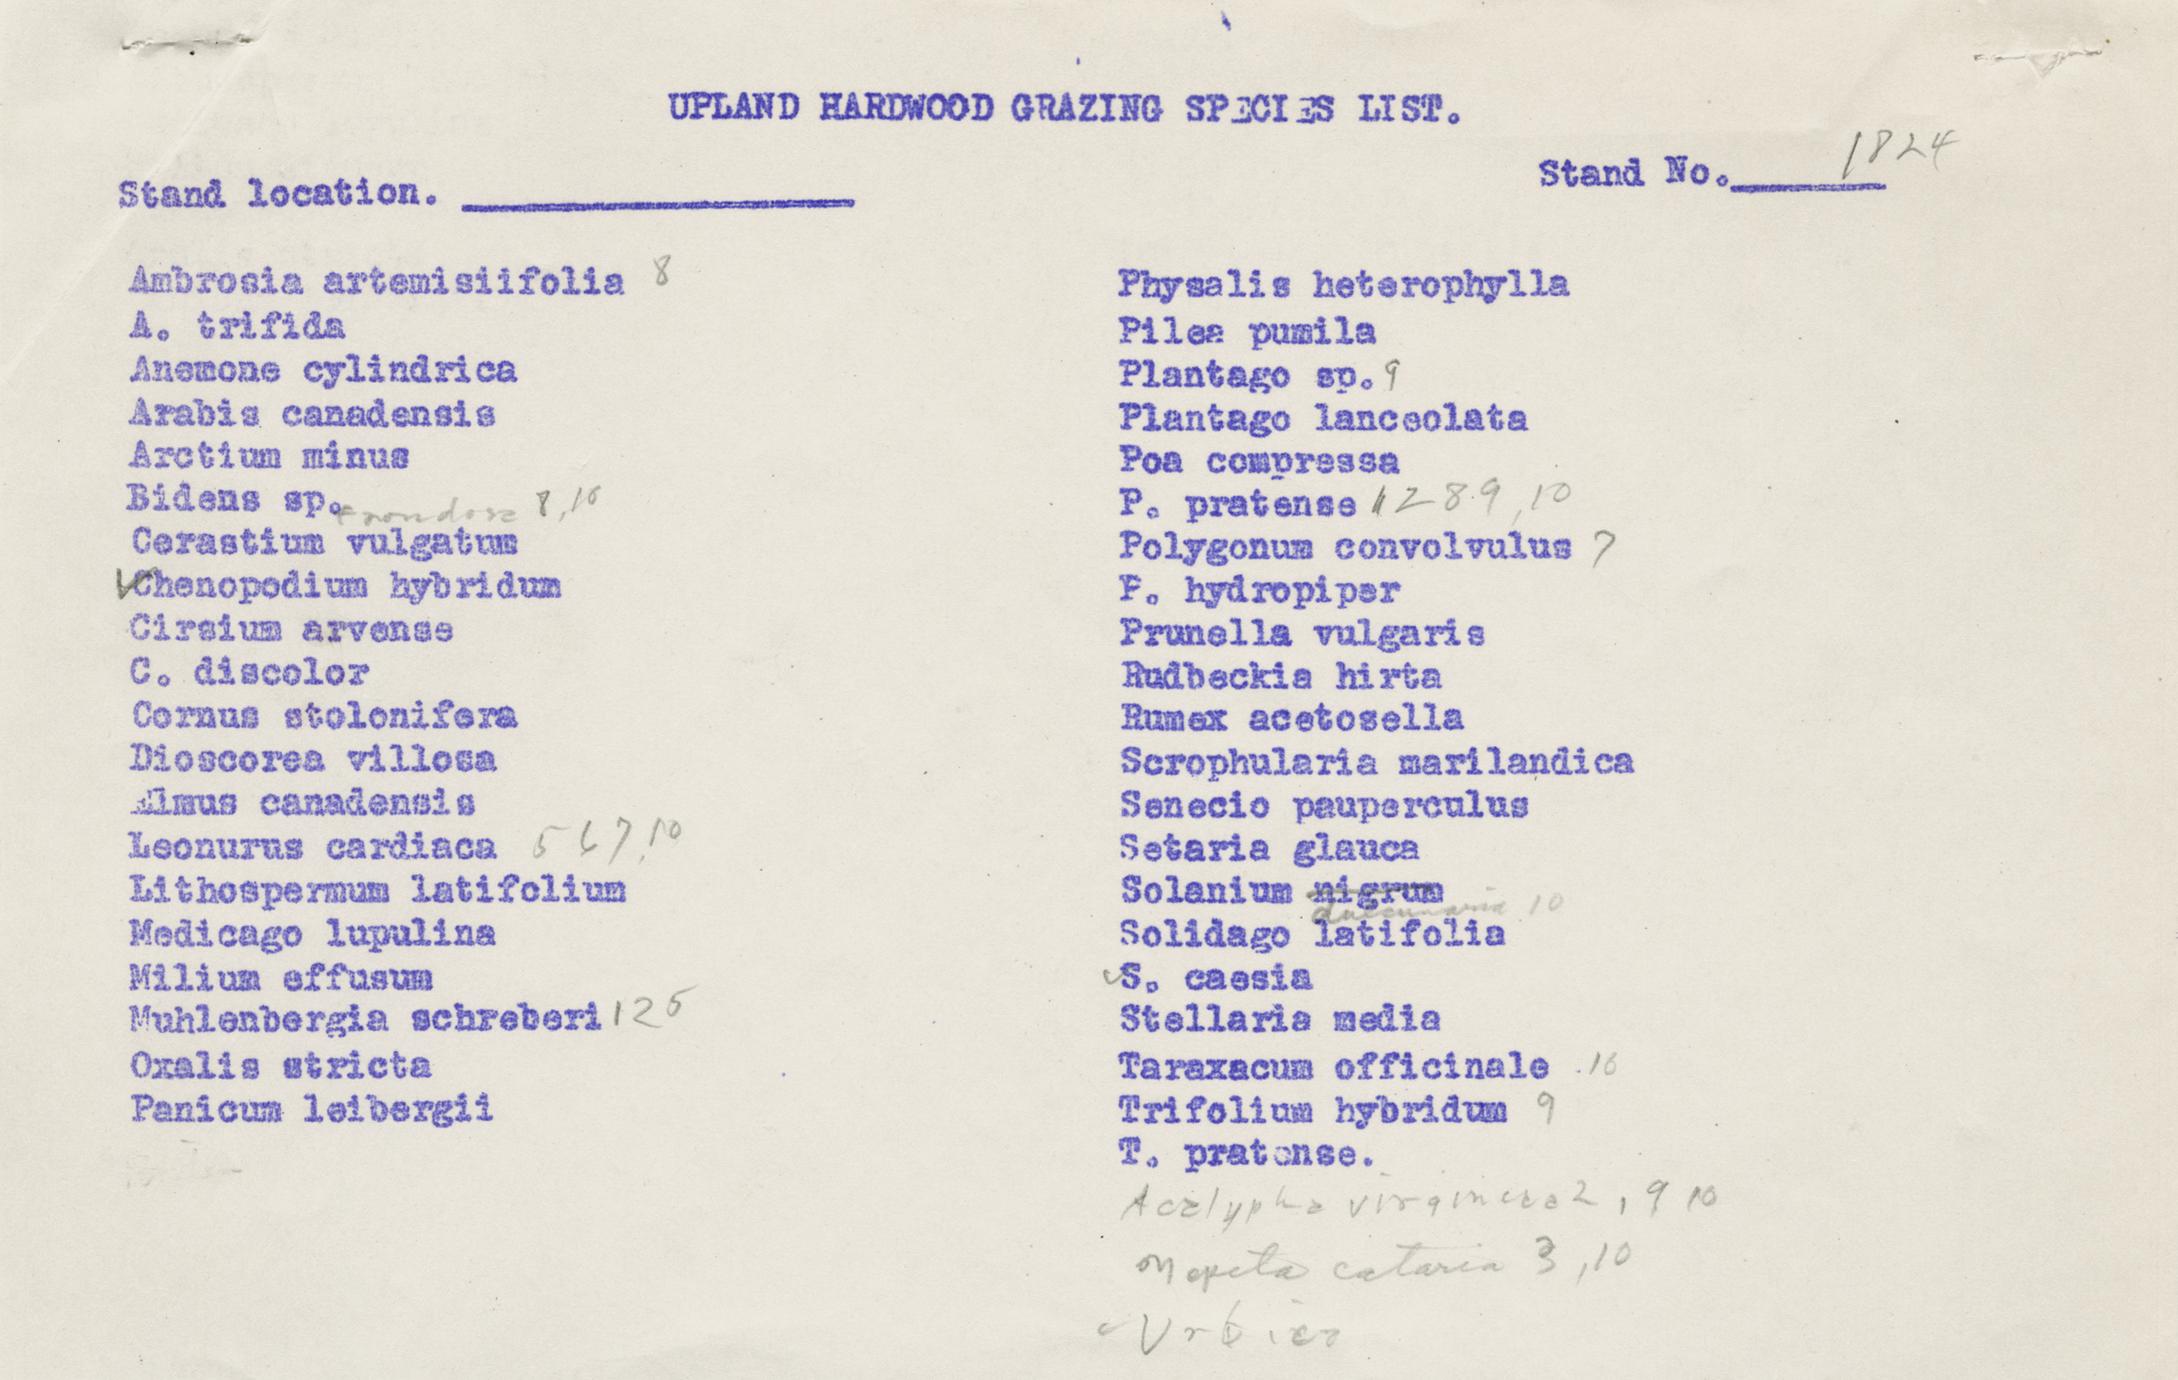 UPLAND HARDWOOD GRAZING SPECIES LIST.
Stand No. 1824
Stand location.
Ambrosia artemisiifolia 8
A. trifida
Anemone cylindrica
Arabis canadensis
Arctium minus
Bidens sp. frondosa 8, 10
Cerastium vulgatum
✓Chenopodium hybridum
Cirsium arvense
C. discolor
Cornus stolonifera
Dioscorea villosa
Elmus canadensis
Leonurus cardiaca 5 6 7, 10
Lithospermum latifolium
Medicago lupulina
Milium effusum
Muhlenbergia schreberi 1 2 5
Oxalis stricta
Panicum leibergii
Physalis heterophylla
Pilea pumila
Plantago sp. 9
Plantago lanceolata
Poa compressa
P. pratense 1 2 8 9, 10
Polygonum convolvulus 7
P. hydropiper
Prunella vulgaris
Rudbeckia hirta
Rumex acetosella
Scrophularia marilandica
Senecio pauperculus
Setaria glauca
Solanium nigrum
10
Solidago latifolia
✓S. caesia
Stellaria media
Taraxacum officinale 10
Trifolium hybridum 9
T. pratense.
Acalypha virginica 2, 9 10
Nepeta cataria 3, 10